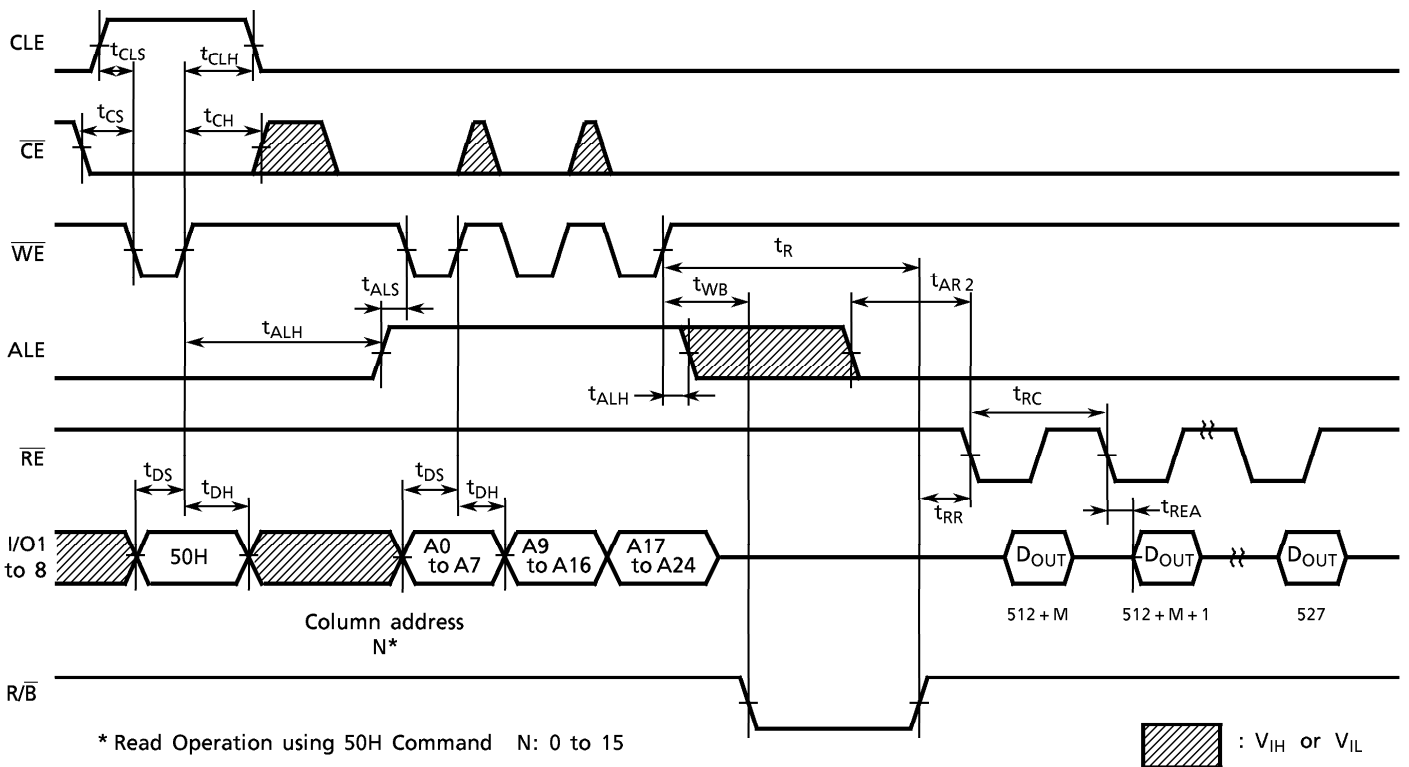 CLE
tCLS
tCLH
CE
tCS
tCH
WE
tR
tALS
tWB
tAR2
ALE
tALH
tALH
RE
tRC
tDS
tDH
tDS
tDH
tRR
tREA
I/O1
to 8
50H
A0
to A7
A9
to A16
A17
to A24
DOUT
DOUT
DOUT
512 + M
512 + M + 1
527
Column address
N*
R/B
* Read Operation using 50H Command N: 0 to 15
: VIH or VIL